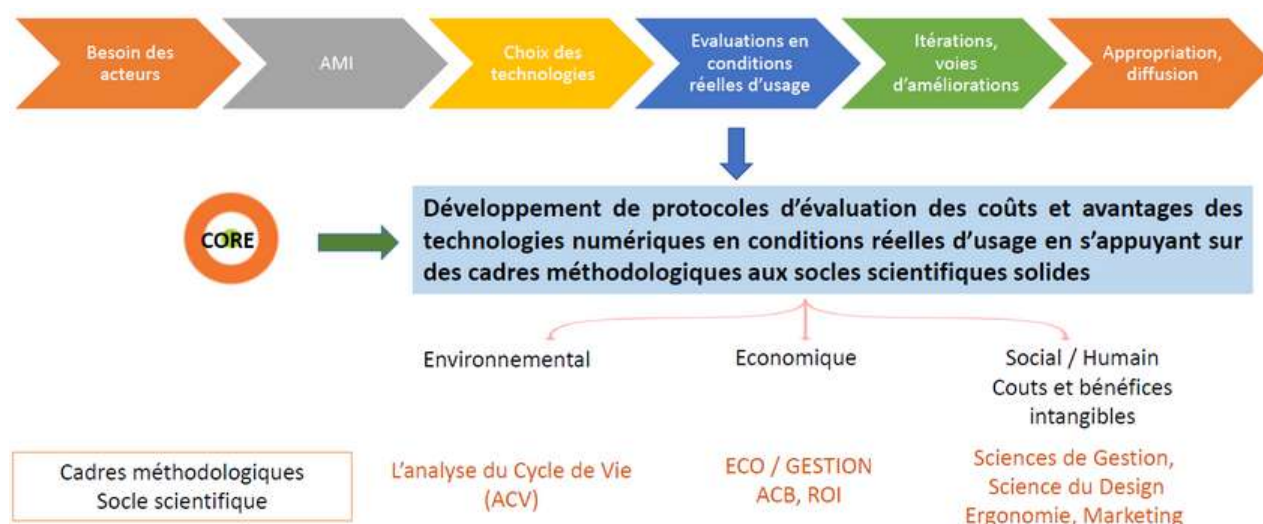 Besoin des
acteurs
AMI
Choix des
technologies
Evaluations en
conditions
réelles d'usage
Itérations,
voies
d'améliorations
Appropriation,
diffusion
CORE
Développement de protocoles d'évaluation des coûts et avantages des
technologies numériques en conditions réelles d'usage en s'appuyant sur
des cadres méthodologiques aux socles scientifiques solides
Environnemental
Economique
Social / Humain
Couts et bénéfices
intangibles
Cadres méthodologiques
Socle scientifique
L'analyse du Cycle de Vie
(ACV)
ECO / GESTION
ACB, ROI
Sciences de Gestion,
Science du Design
Ergonomie, Marketing